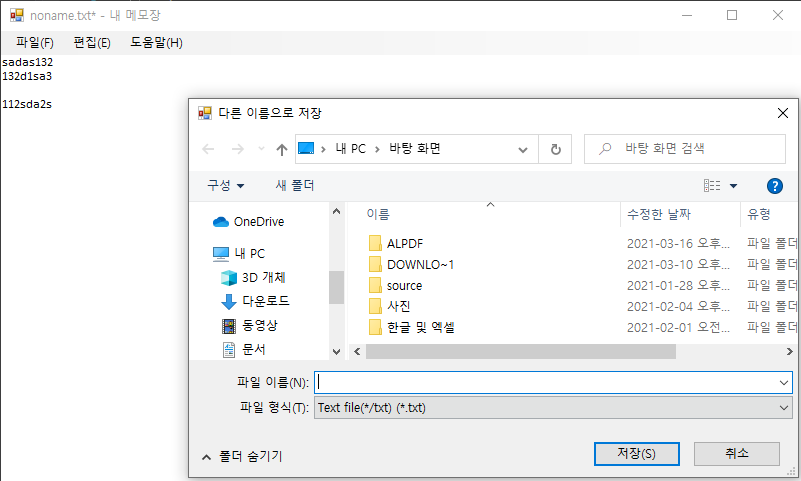 noname.txt* - 내 메모장
파일(F) 편집(E) 도움말(H)
sadas132
132d1sa3
112sda2s
다른 이름으로 저장
내 PC 바탕 화면 바탕 화면 검색
구성 새 폴더
이름 수정한 날짜 유형
OneDrive
내 PC
3D 개체
다운로드
동영상
문서
ALPDF 2021-03-16 오후... 파일 폴더
DOWNLO~1 2021-03-10 오후... 파일 폴더
source 2021-01-28 오후... 파일 폴더
사진 2021-02-04 오후... 파일 폴더
한글 및 엑셀 2021-02-01 오전... 파일 폴더
파일 이름(N):
파일 형식(T): Text file(*/txt) (*.txt)
폴더 숨기기 저장(S) 취소